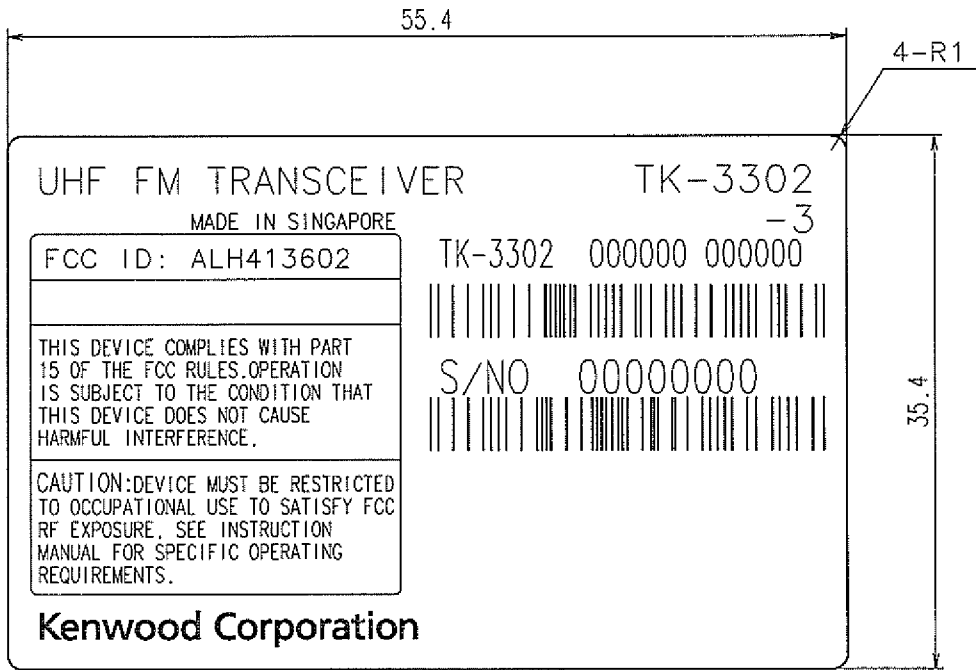 55.4
4-R1
UHF FM TRANSCEIVER
TK-3302
-3
MADE IN SINGAPORE
FCC ID: ALH413602
TK-3302 000000 000000
THIS DEVICE COMPLIES WITH PART
15 OF THE FCC RULES.OPERATION
IS SUBJECT TO THE CONDITION THAT
THIS DEVICE DOES NOT CAUSE
HARMFUL INTERFERENCE.
S/NO 00000000
35.4
CAUTION:DEVICE MUST BE RESTRICTED
TO OCCUPATIONAL USE TO SATISFY FCC
RF EXPOSURE. SEE INSTRUCTION
MANUAL FOR SPECIFIC OPERATING
REQUIREMENTS.
Kenwood Corporation